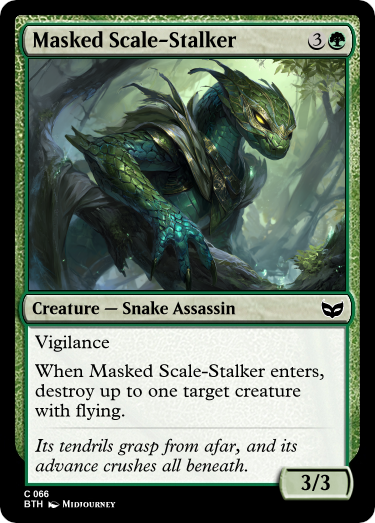 Masked Scale-Stalker 3
Creature — Snake Assassin
Vigilance
When Masked Scale-Stalker enters,
destroy up to one target creature
with flying.
Its tendrils grasp from afar, and its
advance crushes all beneath.
3/3
C 066
BTH Midjourney